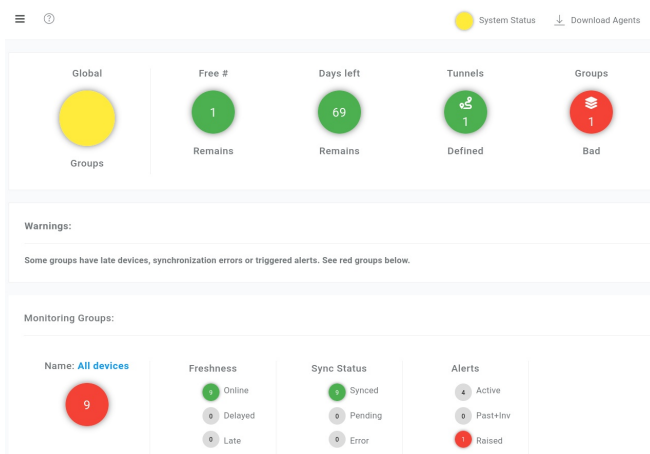 System Status
Download Agents
Global
Groups
Free #
1
Remains
Days left
69
Remains
Tunnels
1
Defined
Groups
1
Bad
Warnings:
Some groups have late devices, synchronization errors or triggered alerts. See red groups below.
Monitoring Groups:
Name: All devices
9
Freshness
9 Online
0 Delayed
0 Late
Sync Status
9 Synced
0 Pending
0 Error
Alerts
4 Active
0 Past+Inv
1 Raised